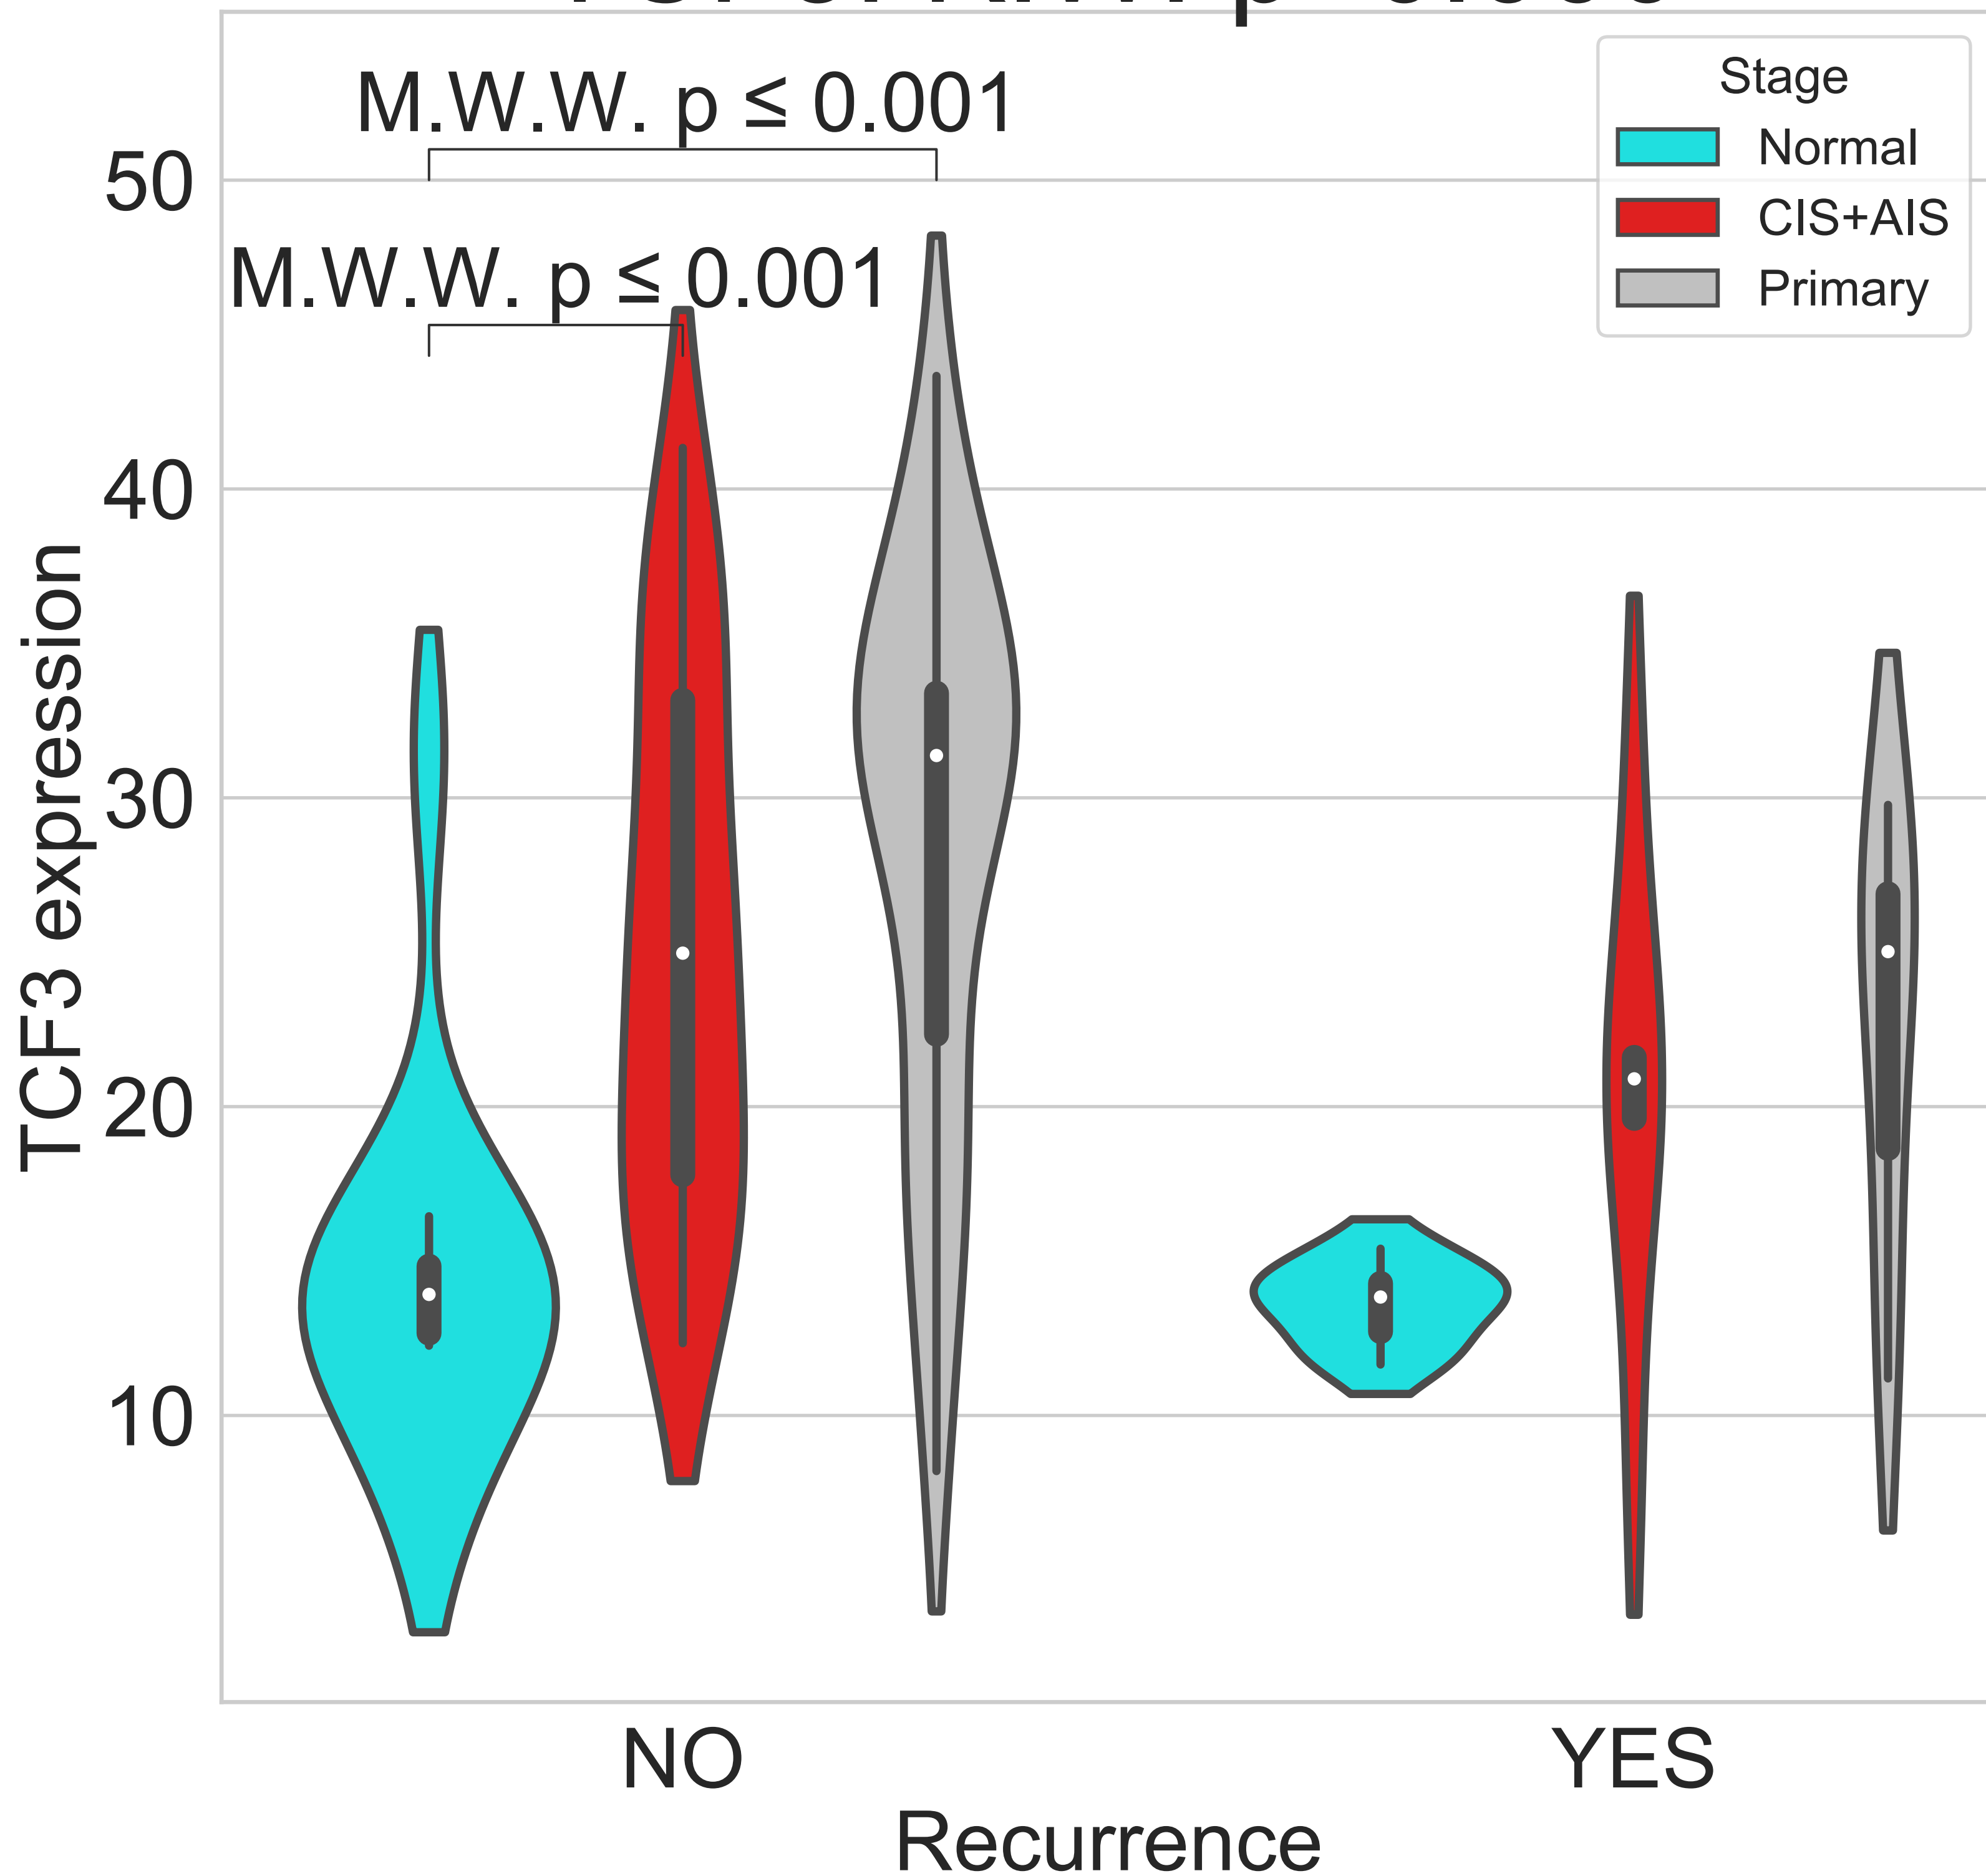 M.W.W. p ≤ 0.001
M.W.W. p ≤ 0.001
Stage
Normal
CIS+AIS
Primary
50
40
30
20
10
TCF3 expression
NO
YES
Recurrence